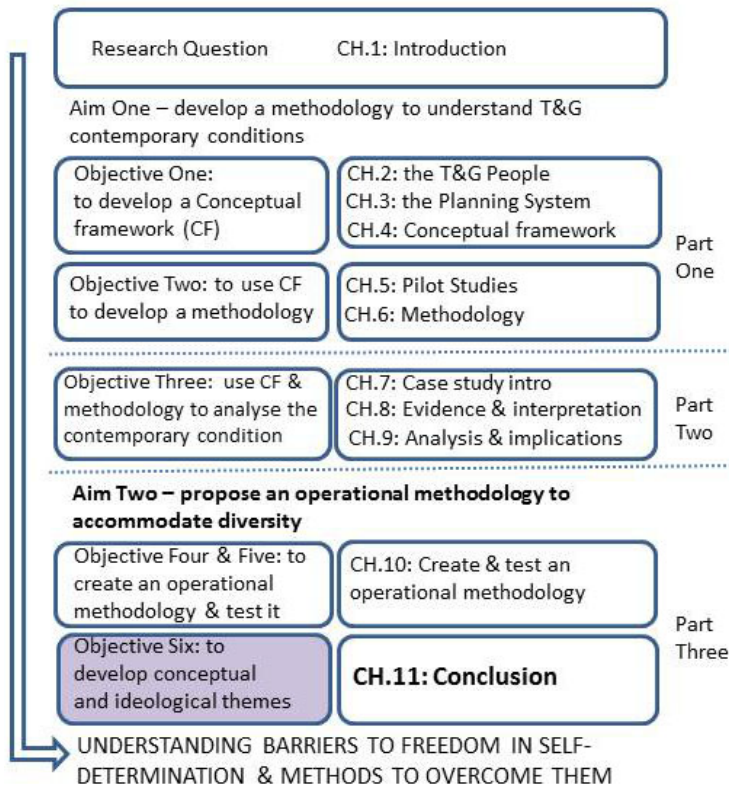 Research Question CH.1: Introduction
Aim One – develop a methodology to understand T&G
contemporary conditions
Objective One:
to develop a Conceptual
framework (CF)
CH.2: the T&G People
CH.3: the Planning System
CH.4: Conceptual framework
Objective Two: to use CF
to develop a methodology
CH.5: Pilot Studies
CH.6: Methodology
Part
One
Objective Three: use CF &
methodology to analyse the
contemporary condition
CH.7: Case study intro
CH.8: Evidence & interpretation
CH.9: Analysis & implications
Part
Two
Aim Two – propose an operational methodology to
accommodate diversity
Objective Four & Five: to
create an operational
methodology & test it
CH.10: Create & test an
operational methodology
Objective Six: to
develop conceptual
and ideological themes
CH.11: Conclusion
Part
Three
UNDERSTANDING BARRIERS TO FREEDOM IN SELF-
DETERMINATION & METHODS TO OVERCOME THEM